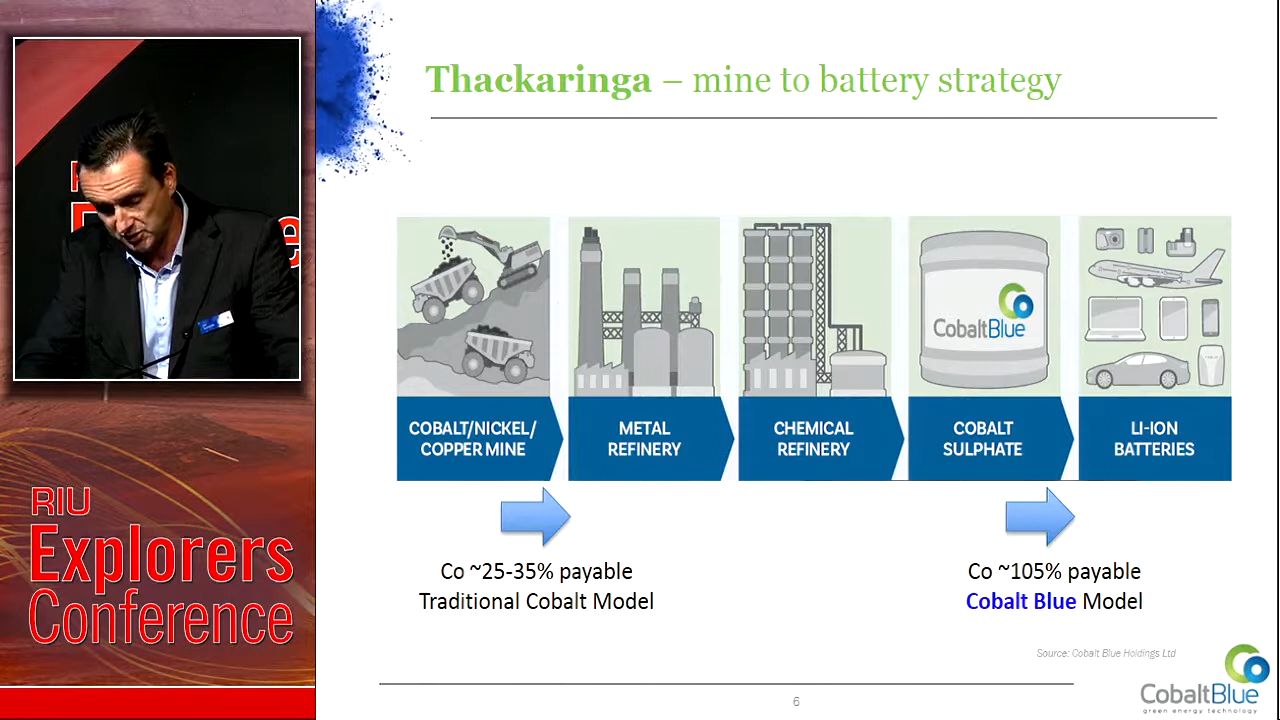 Thackaringa – mine to battery strategy
CobaltBlue
COBALT/NICKEL/
COPPER MINE
METAL
REFINERY
CHEMICAL
REFINERY
COBALT
SULPHATE
LI-ION
BATTERIES
Co ~25-35% payable
Traditional Cobalt Model
Co ~105% payable
Cobalt Blue Model
Source: Cobalt Blue Holdings Ltd
6
CobaltBlue
green energy technology
RIU
Explorers
Conference